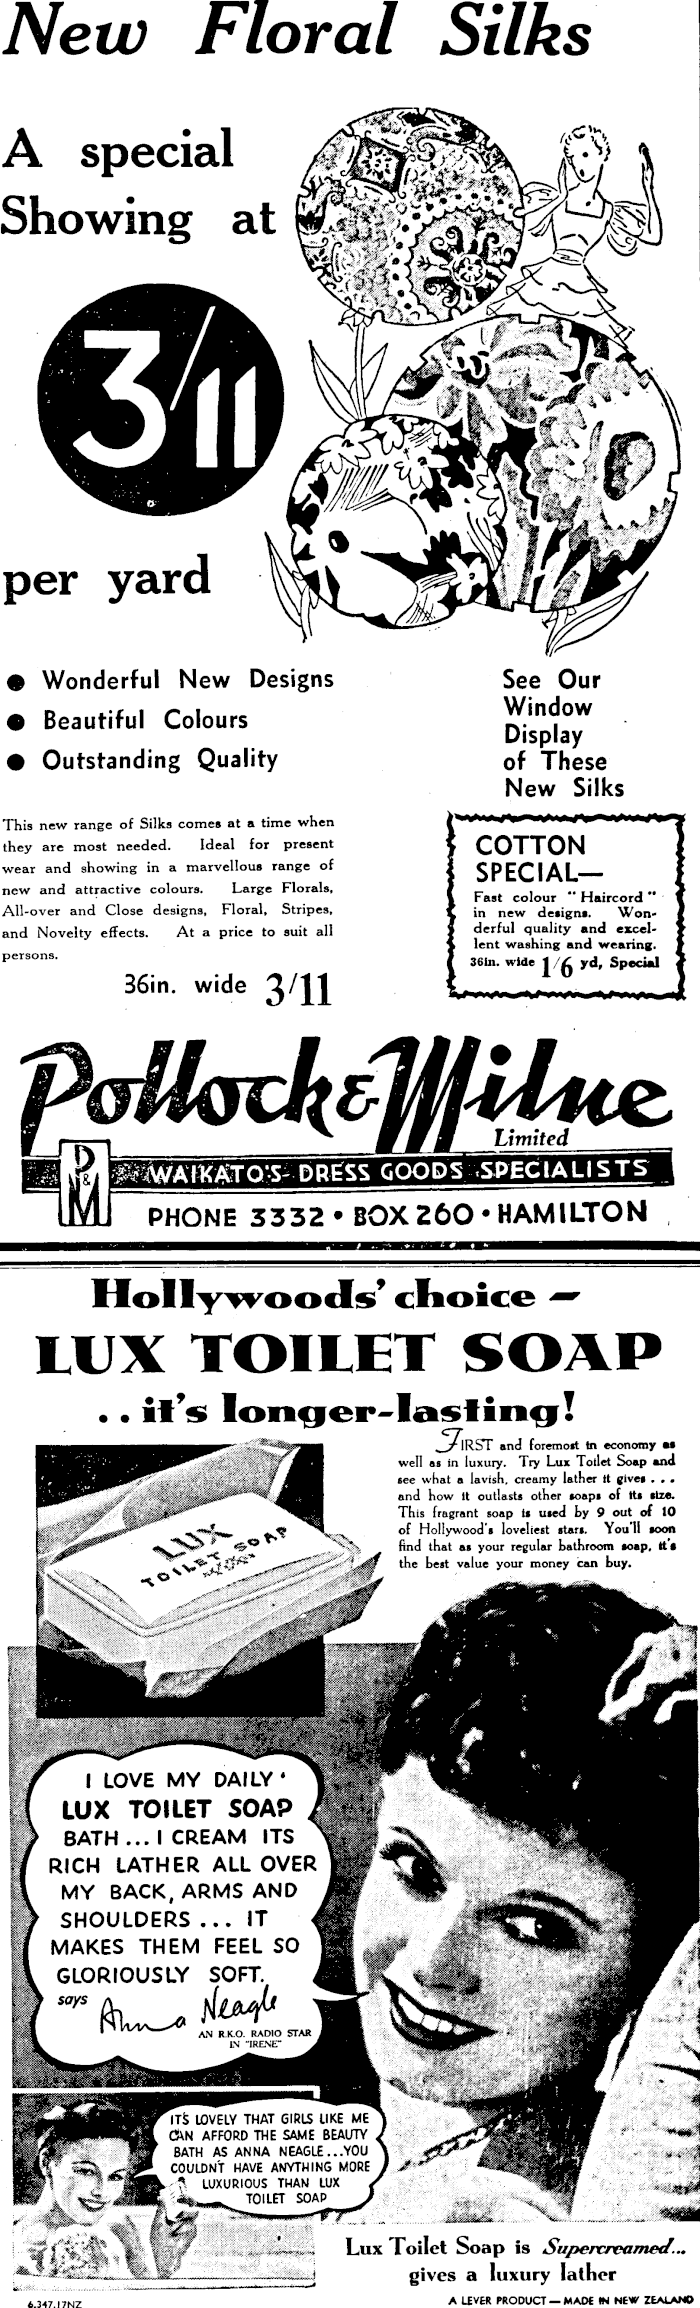 New Floral Silks
A special
Showing at
3/11
per yard
● Wonderful New Designs
● Beautiful Colours
● Outstanding Quality
See Our
Window
Display
of These
New Silks
This new range of Silks comes at a time when
they are most needed. Ideal for present
wear and showing in a marvellous range of
new and attractive colours. Large Florals,
All-over and Close designs, Floral, Stripes,
and Novelty effects. At a price to suit all
persons.
36in. wide 3/11
COTTON
SPECIAL—
Fast colour "Haircord"
in new designs. Won-
derful quality and excel-
lent washing and wearing.
36in. wide 1/6 yd, Special
Pollock & Milne
Limited
P&M
WAIKATO'S DRESS GOODS SPECIALISTS
PHONE 3332 • BOX 260 • HAMILTON
Hollywoods' choice —
LUX TOILET SOAP
..it's longer-lasting!
FIRST and foremost in economy as
well as in luxury. Try Lux Toilet Soap and
see what a lavish, creamy lather it gives . . .
and how it outlasts other soaps of its size.
This fragrant soap is used by 9 out of 10
of Hollywood's loveliest stars. You'll soon
find that as your regular bathroom soap, it's
the best value your money can buy.
LUX
TOILET SOAP
I LOVE MY DAILY
LUX TOILET SOAP
BATH... I CREAM ITS
RICH LATHER ALL OVER
MY BACK, ARMS AND
SHOULDERS ... IT
MAKES THEM FEEL SO
GLORIOUSLY SOFT.
says Anna Neagle
AN R.K.O. RADIO STAR
IN "IRENE"
IT'S LOVELY THAT GIRLS LIKE ME
CAN AFFORD THE SAME BEAUTY
BATH AS ANNA NEAGLE...YOU
COULDN'T HAVE ANYTHING MORE
LUXURIOUS THAN LUX
TOILET SOAP
Lux Toilet Soap is Supercreamed...
gives a luxury lather
6.347.17NZ
A LEVER PRODUCT — MADE IN NEW ZEALAND